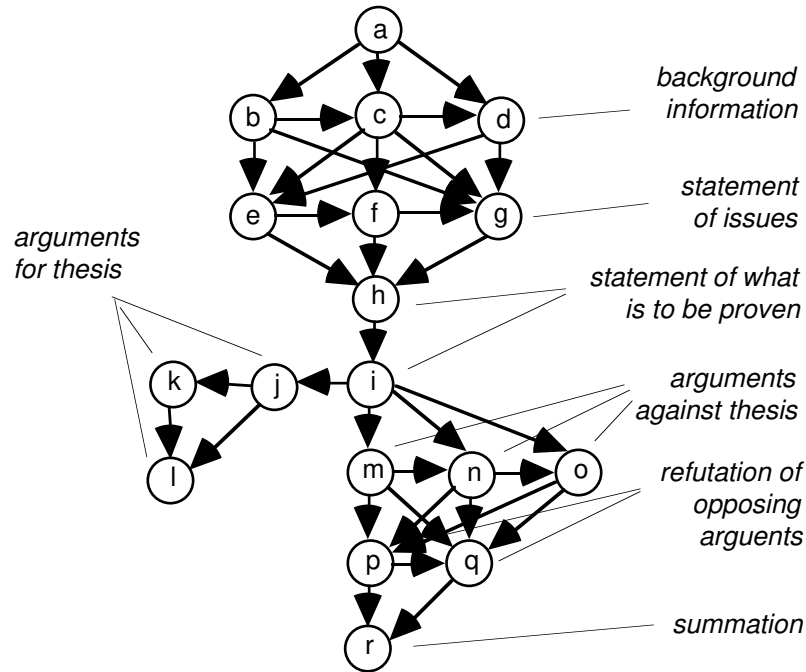 a
background
information
b
c
d
statement
of issues
e
f
g
arguments
for thesis
statement of what
is to be proven
h
k
j
i
arguments
against thesis
l
m
n
o
refutation of
opposing
arguents
p
q
summation
r